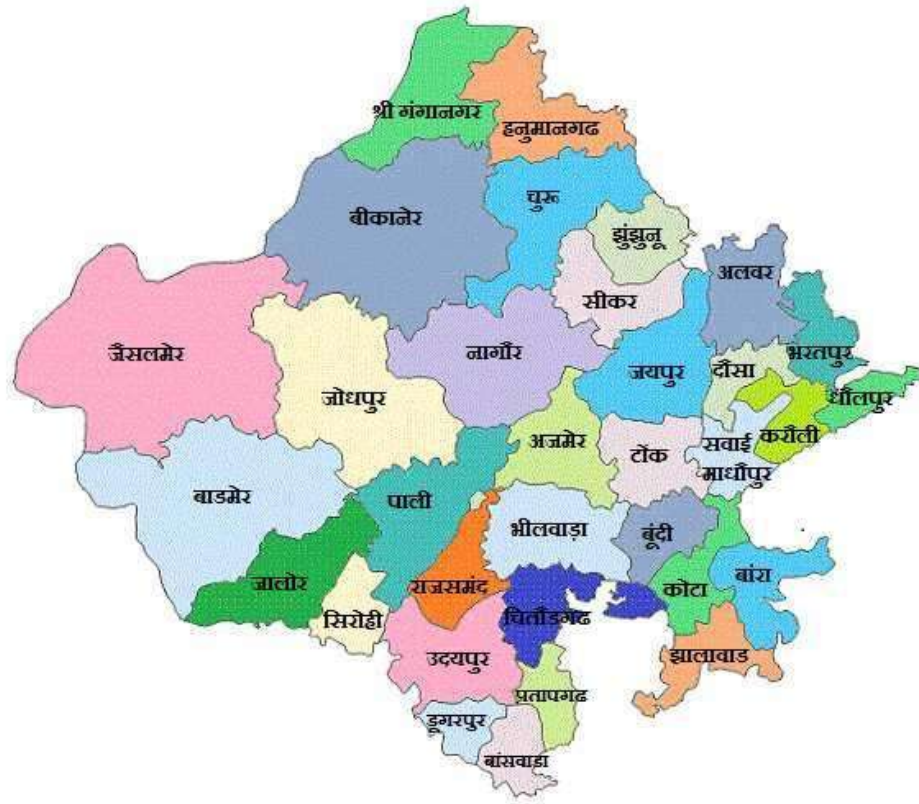 श्री गंगानगर
हनुमानगढ
चुरू
बीकानेर
झुंझुनू
अलवर
सीकर
जैसलमेर
नागौर
भरतपुर
जयपुर
दौसा
जोधपुर
धौलपुर
अजमेर
टोंक
सवाई
माधौपुर
करौली
बाडमेर
पाली
भीलवाड़ा
बूंदी
जालोर
राजसमंद
कोटा
बांरा
सिरोही
चितौडगढ
उदयपुर
झालावाड
प्रतापगढ
डूगरपुर
बांसवाडा